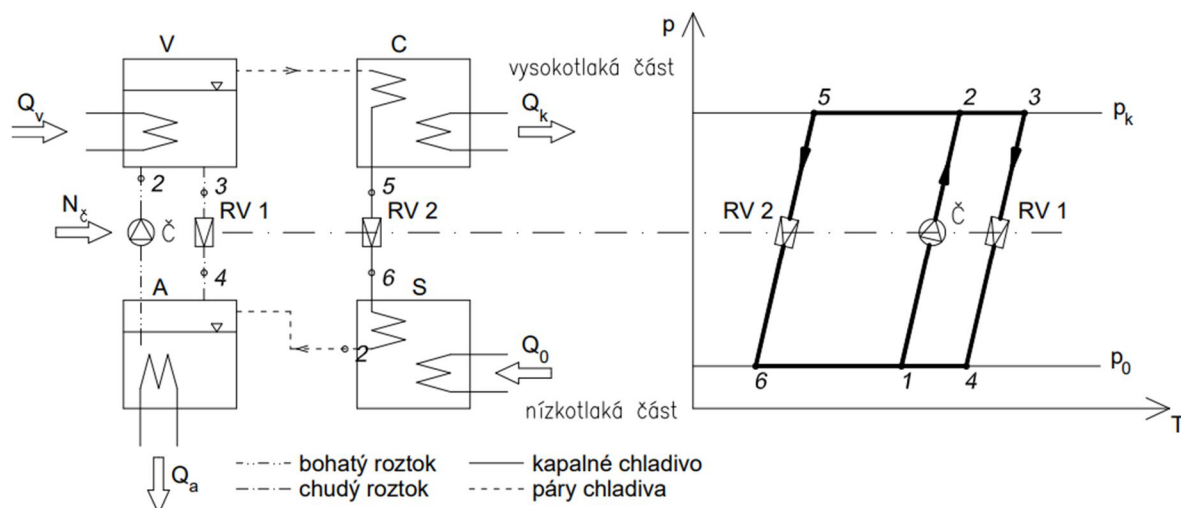 V
C
p
vysokotlaká část
Q_v
Q_k
5
2
3
p_k
2
3
5
N_č
Č
RV 1
RV 2
RV 2
Č
RV 1
4
6
A
S
2
Q_0
6
1
4
p_0
nízkotlaká část
T
Q_a
bohatý roztok
kapalné chladivo
chudý roztok
páry chladiva